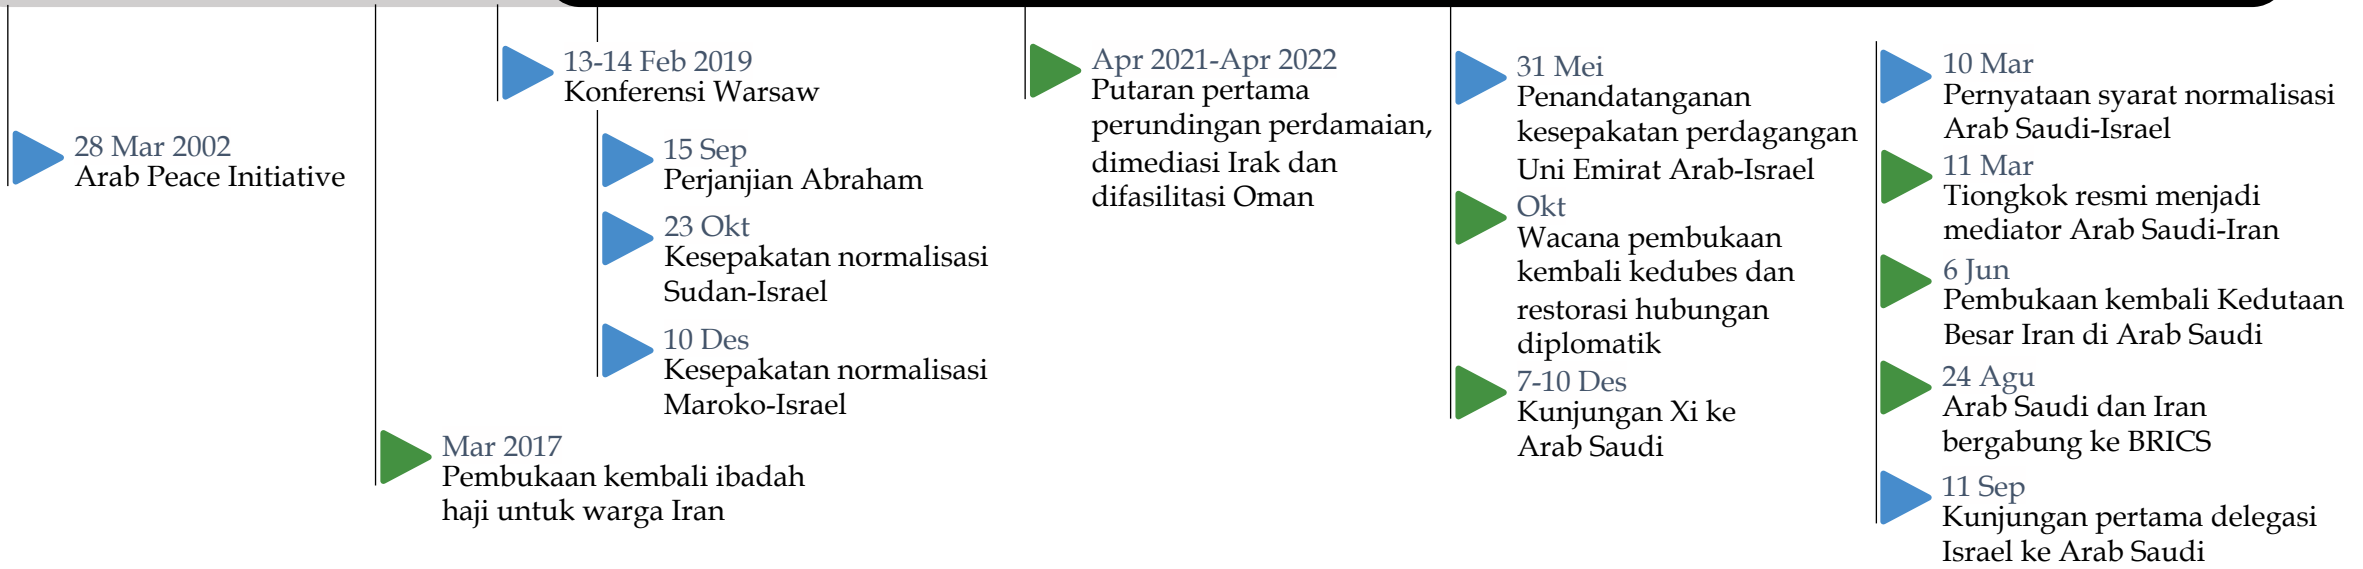 28 Mar 2002
Arab Peace Initiative
Mar 2017
Pembukaan kembali ibadah
haji untuk warga Iran
13-14 Feb 2019
Konferensi Warsaw
15 Sep
Perjanjian Abraham
23 Okt
Kesepakatan normalisasi
Sudan-Israel
10 Des
Kesepakatan normalisasi
Maroko-Israel
Apr 2021-Apr 2022
Putaran pertama
perundingan perdamaian,
dimediasi Irak dan
difasilitasi Oman
31 Mei
Penandatanganan
kesepakatan perdagangan
Uni Emirat Arab-Israel
Okt
Wacana pembukaan
kembali kedubes dan
restorasi hubungan
diplomatik
7-10 Des
Kunjungan Xi ke
Arab Saudi
10 Mar
Pernyataan syarat normalisasi
Arab Saudi-Israel
11 Mar
Tiongkok resmi menjadi
mediator Arab Saudi-Iran
6 Jun
Pembukaan kembali Kedutaan
Besar Iran di Arab Saudi
24 Agu
Arab Saudi dan Iran
bergabung ke BRICS
11 Sep
Kunjungan pertama delegasi
Israel ke Arab Saudi